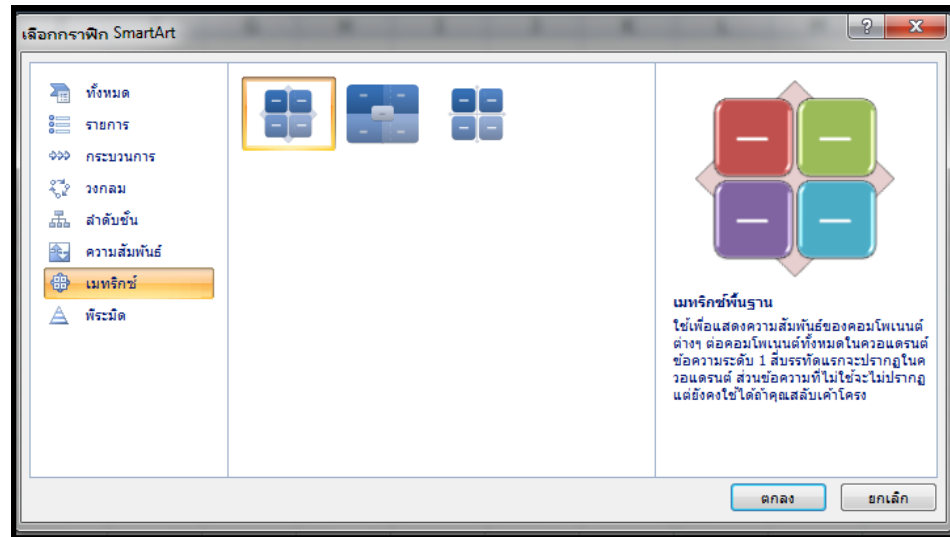 เลือกกราฟิก SmartArt
ทั้งหมด
รายการ
กระบวนการ
วงกลม
ลำดับชั้น
ความสัมพันธ์
เมทริกซ์
พีระมิด
เมทริกซ์พื้นฐาน
ใช้เพื่อแสดงความสัมพันธ์ของคอมโพเนนต์
ต่างๆ ต่อคอมโพเนนต์ทั้งหมดในควอแดรนต์
ข้อความระดับ 1 สี่บรรทัดแรกจะปรากฏในค
วอแดรนต์ ส่วนข้อความที่ไม่ใช้จะไม่ปรากฏ
แต่ยังคงใช้ได้ถ้าคุณสลับเค้าโครง
ตกลง
ยกเลิก